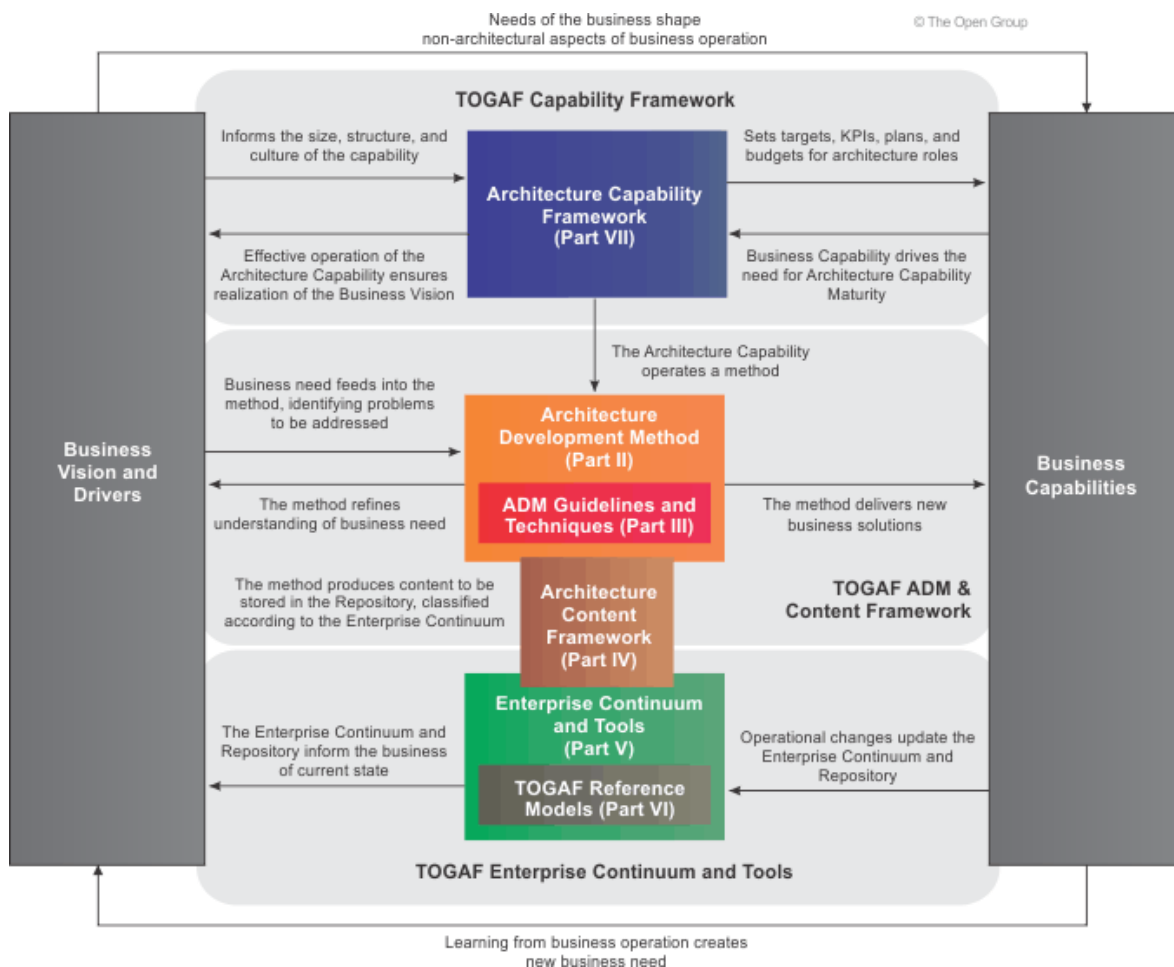 Needs of the business shape
non-architectural aspects of business operation
© The Open Group
TOGAF Capability Framework
Informs the size, structure, and
culture of the capability
Architecture Capability
Framework
(Part VII)
Sets targets, KPIs, plans, and
budgets for architecture roles
Effective operation of the
Architecture Capability ensures
realization of the Business Vision
Business Capability drives the
need for Architecture Capability
Maturity
The Architecture Capability
operates a method
Business
Vision and
Drivers
Business need feeds into the
method, identifying problems
to be addressed
Architecture
Development Method
(Part II)
Business
Capabilities
The method refines
understanding of business need
ADM Guidelines and
Techniques (Part III)
The method delivers new
business solutions
The method produces content to be
stored in the Repository, classified
according to the Enterprise Continuum
Architecture
Content
Framework
(Part IV)
TOGAF ADM &
Content Framework
The Enterprise Continuum and
Repository inform the business
of current state
Enterprise Continuum
and Tools
(Part V)
Operational changes update the
Enterprise Continuum and
Repository
TOGAF Reference
Models (Part VI)
TOGAF Enterprise Continuum and Tools
Learning from business operation creates
new business need